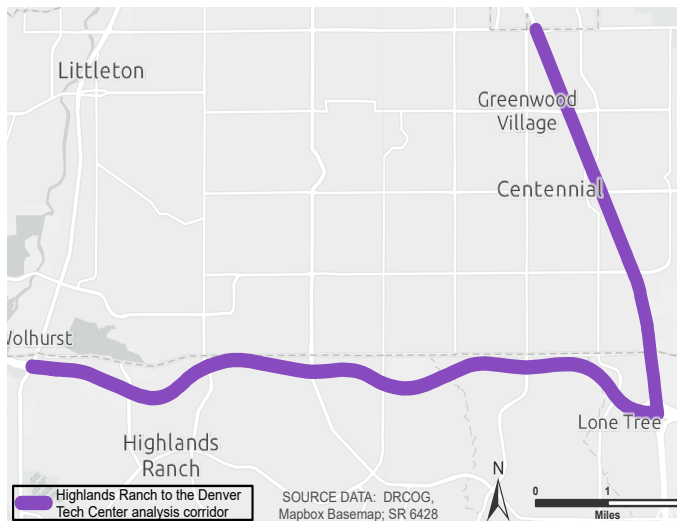 Littleton
Greenwood
Village
Centennial
Wolhurst
Lone Tree
Highlands
Ranch
Highlands Ranch to the Denver
Tech Center analysis corridor
SOURCE DATA: DRCOG,
Mapbox Basemap; SR 6428
N
0 1
Miles